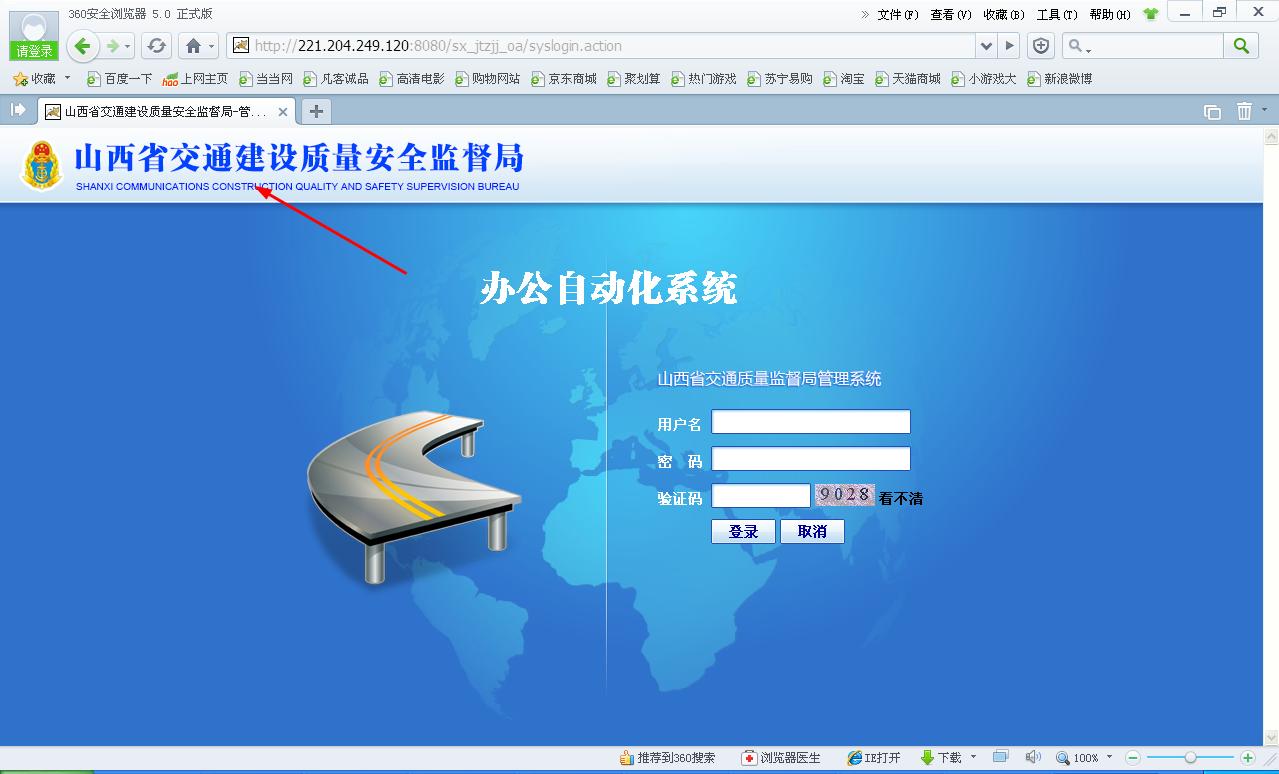 360安全浏览器 5.0 正式版
» 文件(F) 查看(V) 收藏(B) 工具(T) 帮助(H)
请登录
http://221.204.249.120:8080/sx_jtzjj_oa/syslogin.action
收藏 百度一下 hao 上网主页 当当网 凡客诚品 高清电影 购物网站 京东商城 聚划算 热门游戏 苏宁易购 淘宝 天猫商城 小游戏大 新浪微博
山西省交通建设质量安全监督局-管...
山西省交通建设质量安全监督局
SHANXI COMMUNICATIONS CONSTRUCTION QUALITY AND SAFETY SUPERVISION BUREAU
办公自动化系统
山西省交通质量监督局管理系统
用户名
密 码
验证码 9028 看不清
登录 取消
推荐到360搜索 浏览器医生 IE打开 下载 100%